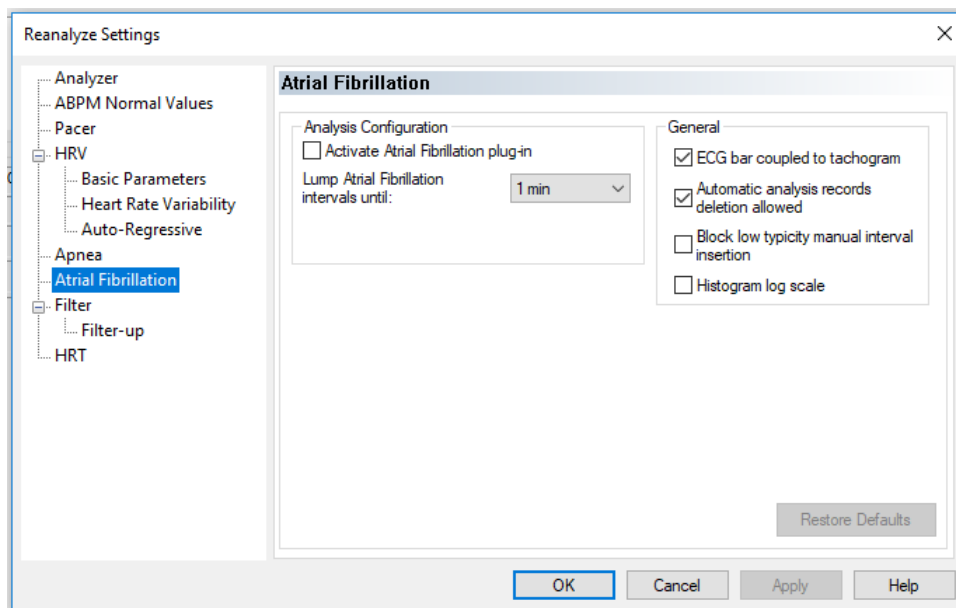 Reanalyze Settings
Analyzer
ABPM Normal Values
Pacer
HRV
Basic Parameters
Heart Rate Variability
Auto-Regressive
Apnea
Atrial Fibrillation
Filter
Filter-up
HRT
Atrial Fibrillation
Analysis Configuration
Activate Atrial Fibrillation plug-in
Lump Atrial Fibrillation
intervals until:
1 min
General
ECG bar coupled to tachogram
Automatic analysis records
deletion allowed
Block low typicity manual interval
insertion
Histogram log scale
Restore Defaults
OK
Cancel
Apply
Help